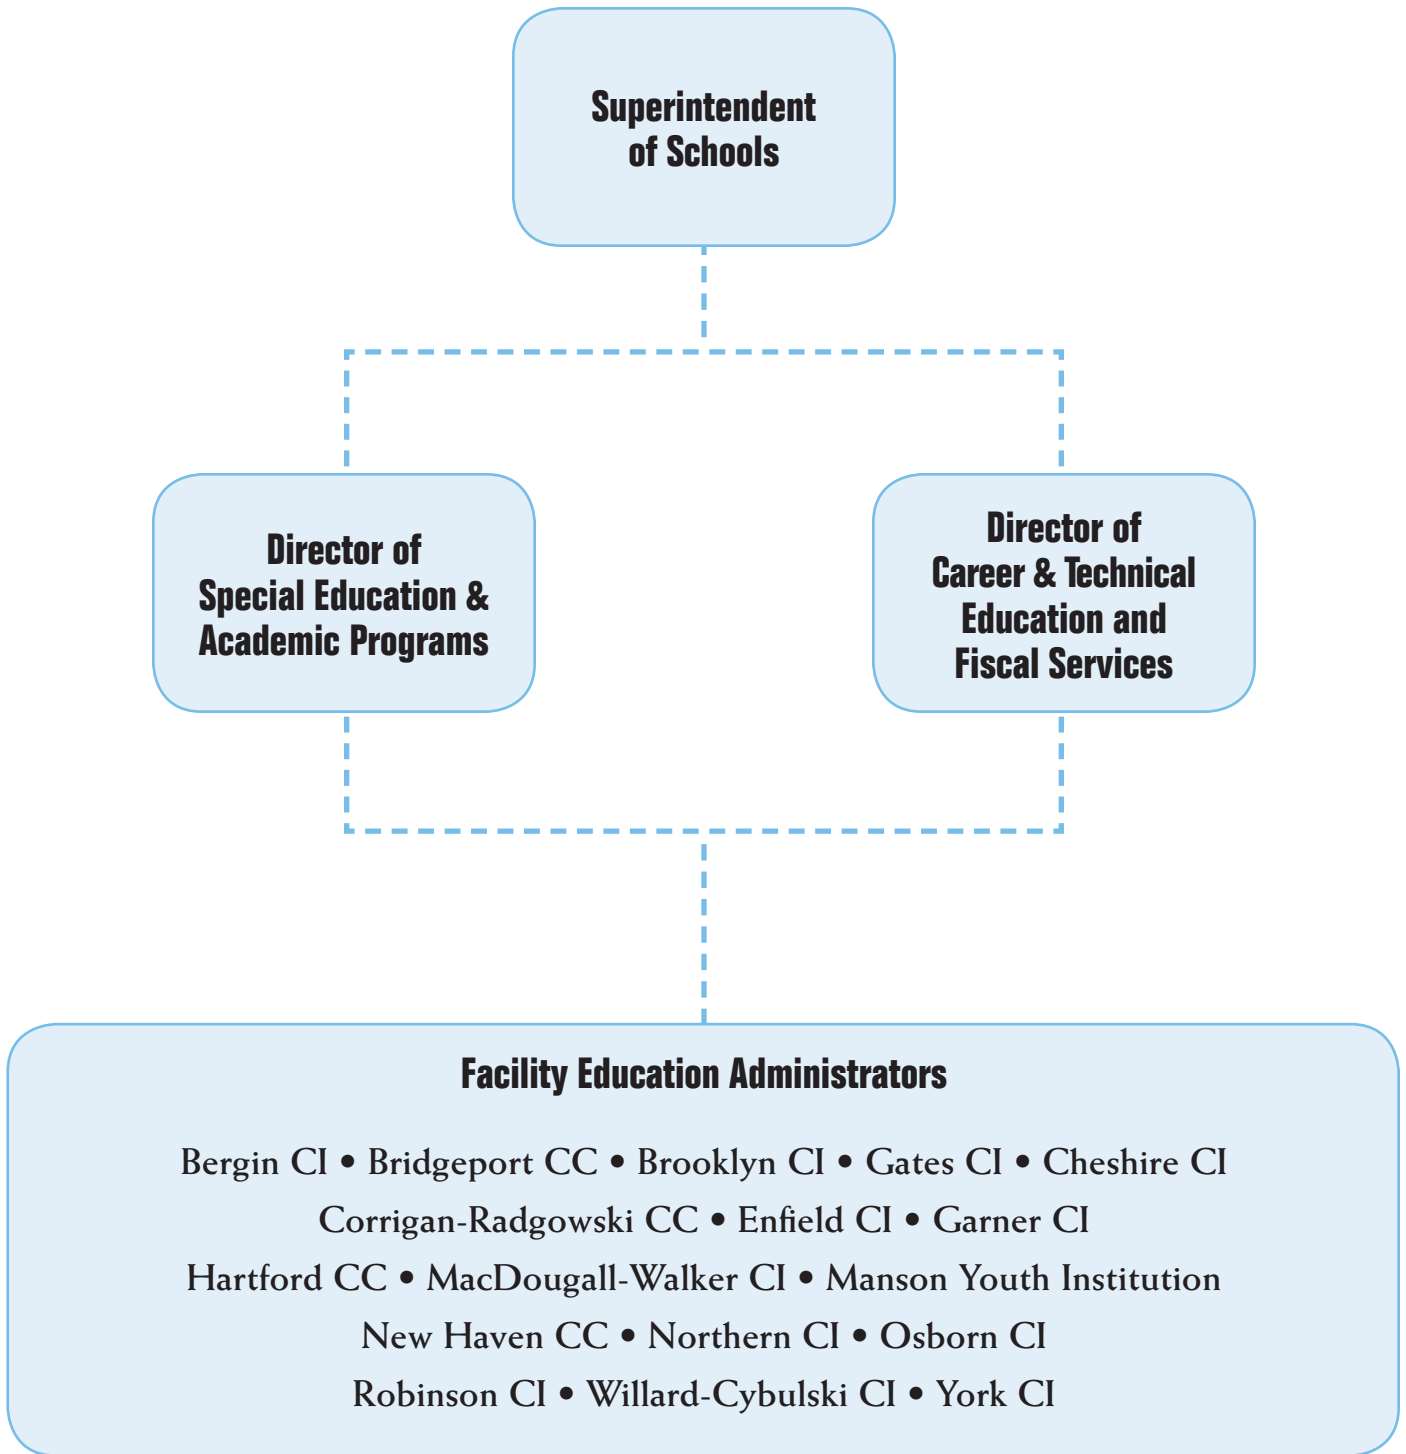 Superintendent
of Schools
Director of
Special Education &
Academic Programs
Director of
Career & Technical
Education and
Fiscal Services
Facility Education Administrators
Bergin CI • Bridgeport CC • Brooklyn CI • Gates CI • Cheshire CI
Corrigan-Radgowski CC • Enfield CI • Garner CI
Hartford CC • MacDougall-Walker CI • Manson Youth Institution
New Haven CC • Northern CI • Osborn CI
Robinson CI • Willard-Cybulski CI • York CI